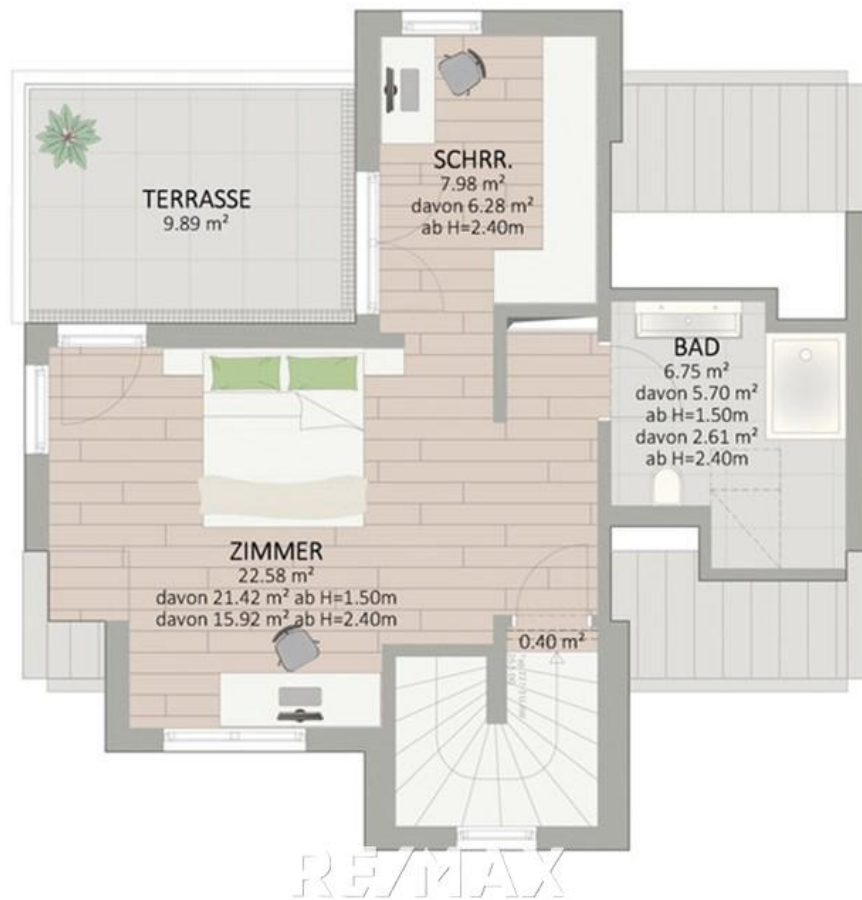 SCHRR.
7.98 m²
davon 6.28 m²
ab H=2.40m
TERRASSE
9.89 m²
BAD
6.75 m²
davon 5.70 m²
ab H=1.50m
davon 2.61 m²
ab H=2.40m
ZIMMER
22.58 m²
davon 21.42 m² ab H=1.50m
davon 15.92 m² ab H=2.40m
0.40 m²
RE/MAX